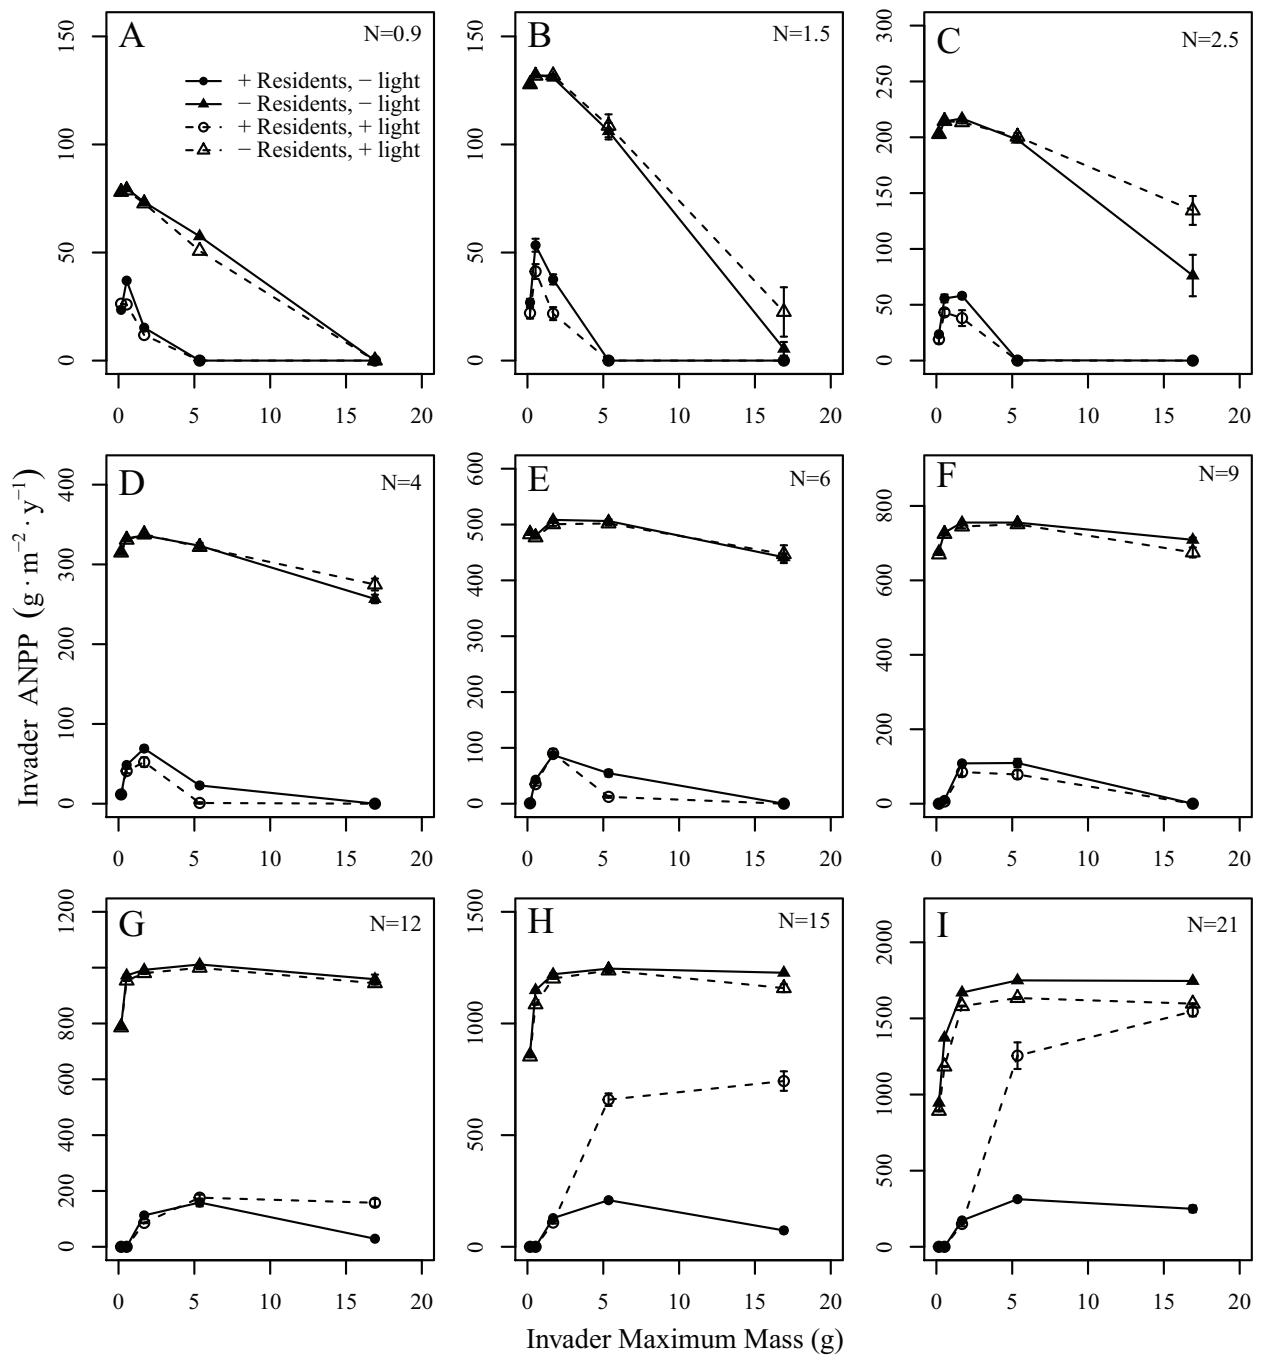 A
N=0.9
+ Residents, − light
− Residents, − light
+ Residents, + light
− Residents, + light
0 50 100 150
0 5 10 15 20
B
N=1.5
0 50 100 150
0 5 10 15 20
C
N=2.5
0 50 100 150 200 250 300
0 5 10 15 20
D
N=4
0 100 200 300 400
0 5 10 15 20
E
N=6
0 100 200 300 400 500 600
0 5 10 15 20
F
N=9
0 200 400 600 800
0 5 10 15 20
G
N=12
0 200 400 600 800 1200
0 5 10 15 20
H
N=15
0 500 1000 1500
0 5 10 15 20
I
N=21
0 500 1000 1500 2000
0 5 10 15 20
Invader ANPP (g · m⁻² · y⁻¹)
Invader Maximum Mass (g)